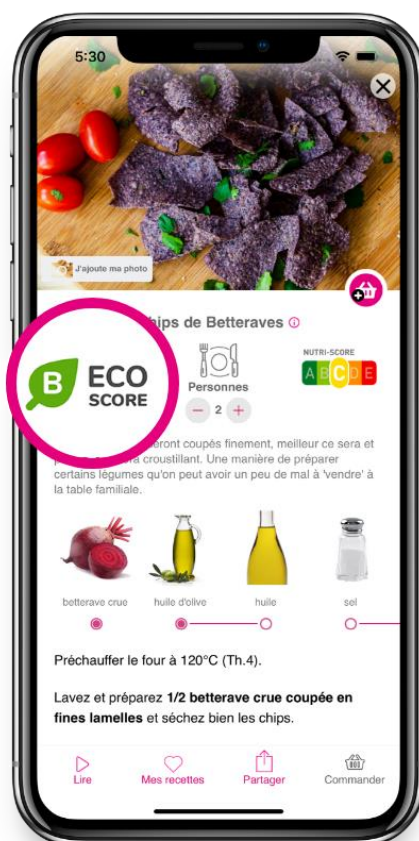 5:30
J'ajoute ma photo
hips de Betteraves
B ECO
SCORE
Personnes
2
NUTRI-SCORE
A B C D E
eront coupés finement, meilleur ce sera et
croustillant. Une manière de préparer
certains légumes qu'on peut avoir un peu de mal à 'vendre' à
la table familiale.
betterave crue
huile d'olive
huile
sel
Préchauffer le four à 120°C (Th.4).
Lavez et préparez 1/2 betterave crue coupée en
fines lamelles et séchez bien les chips.
Lire
Mes recettes
Partager
Commander